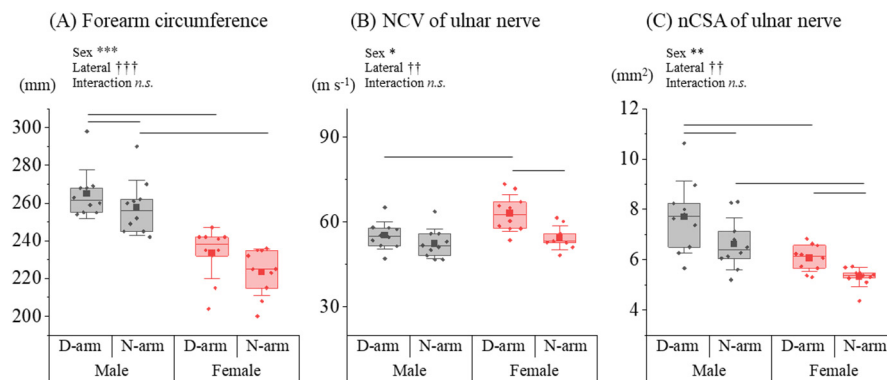 (A) Forearm circumference
Sex ***
Lateral †††
Interaction n.s.
(mm)
300
280
260
240
220
200
D-arm N-arm D-arm N-arm
Male Female
(B) NCV of ulnar nerve
Sex *
Lateral ††
Interaction n.s.
(m s-1)
90
60
30
D-arm N-arm D-arm N-arm
Male Female
(C) nCSA of ulnar nerve
Sex **
Lateral ††
Interaction n.s.
(mm2)
12
10
8
6
4
2
D-arm N-arm D-arm N-arm
Male Female